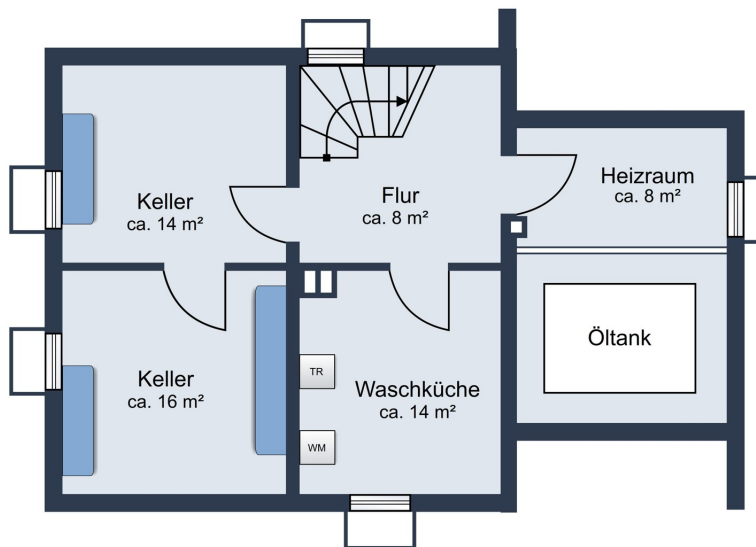 Keller
ca. 14 m²
Flur
ca. 8 m²
Heizraum
ca. 8 m²
Öltank
Keller
ca. 16 m²
TR
WM
Waschküche
ca. 14 m²